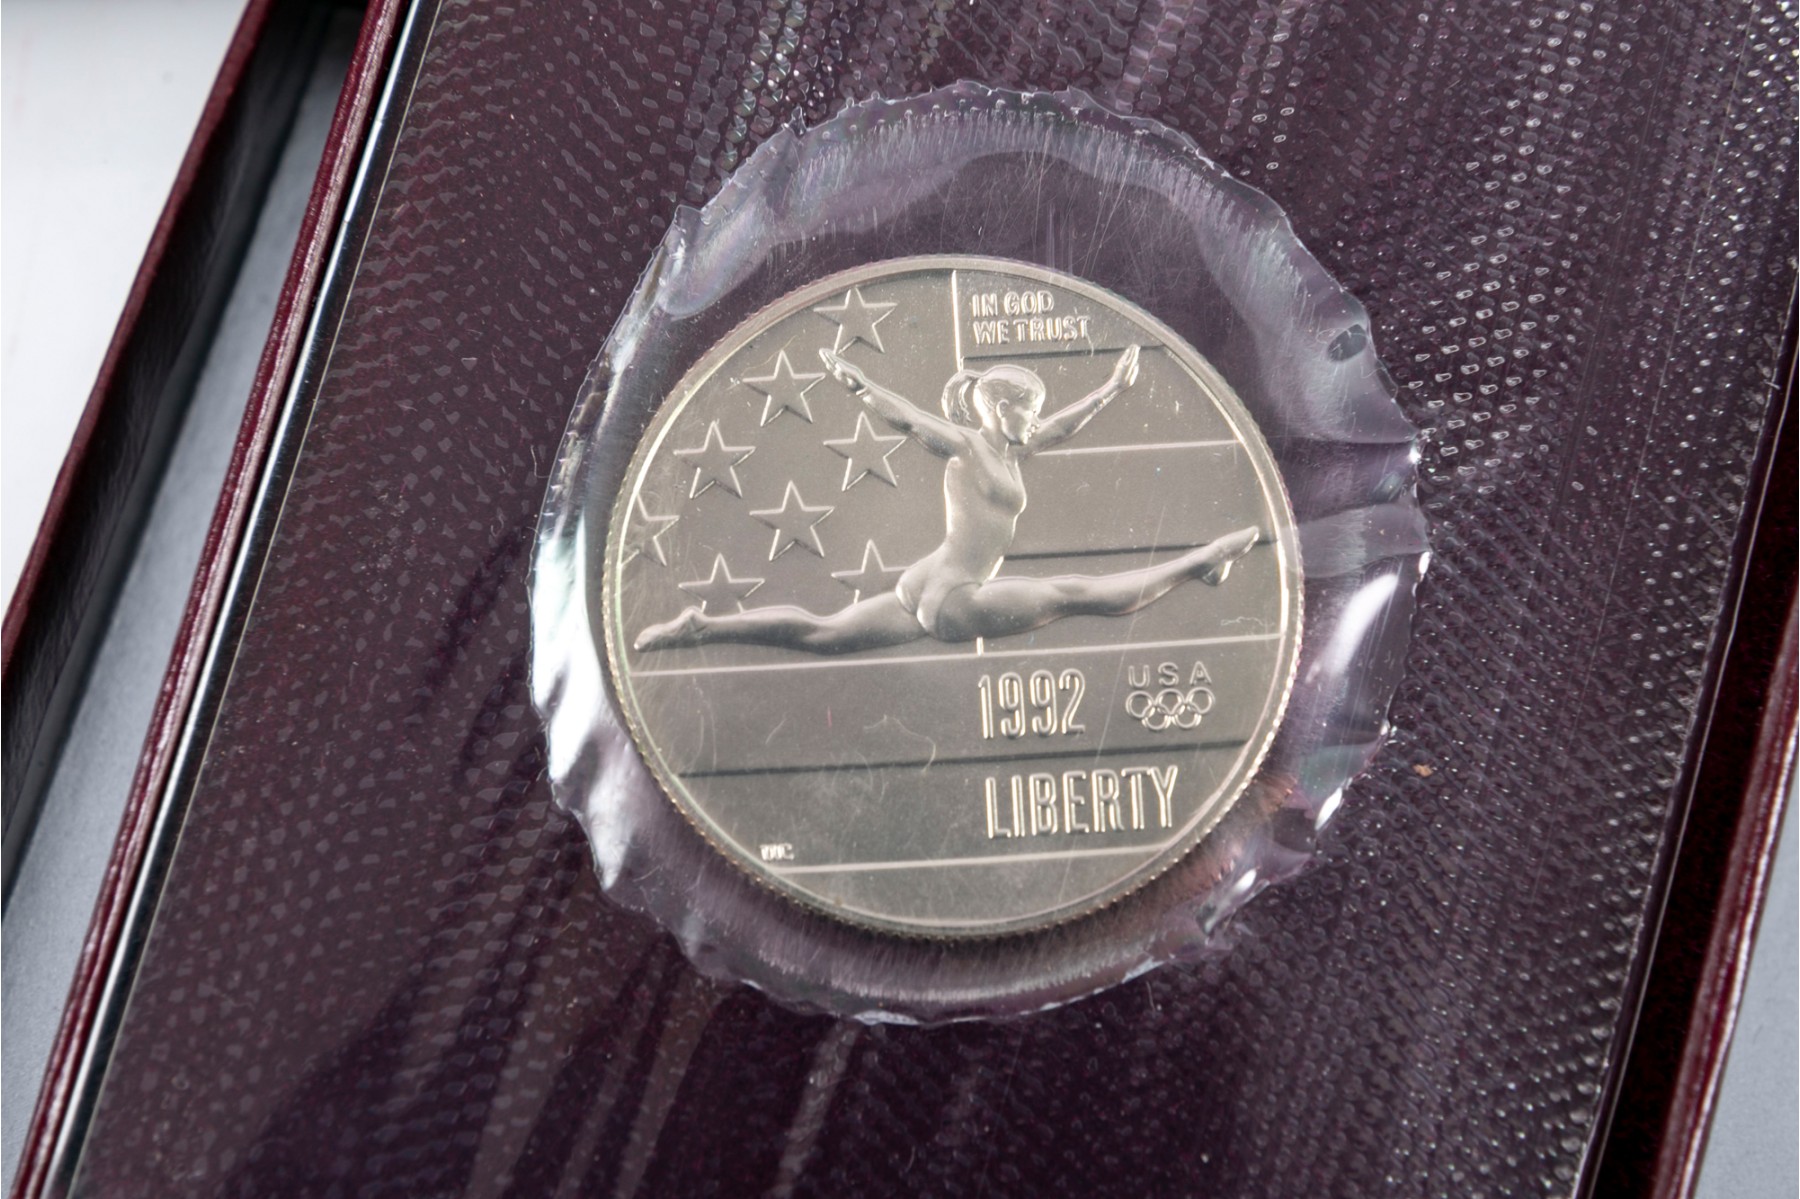 IN GOD
WE TRUST
1992
USA
LIBERTY